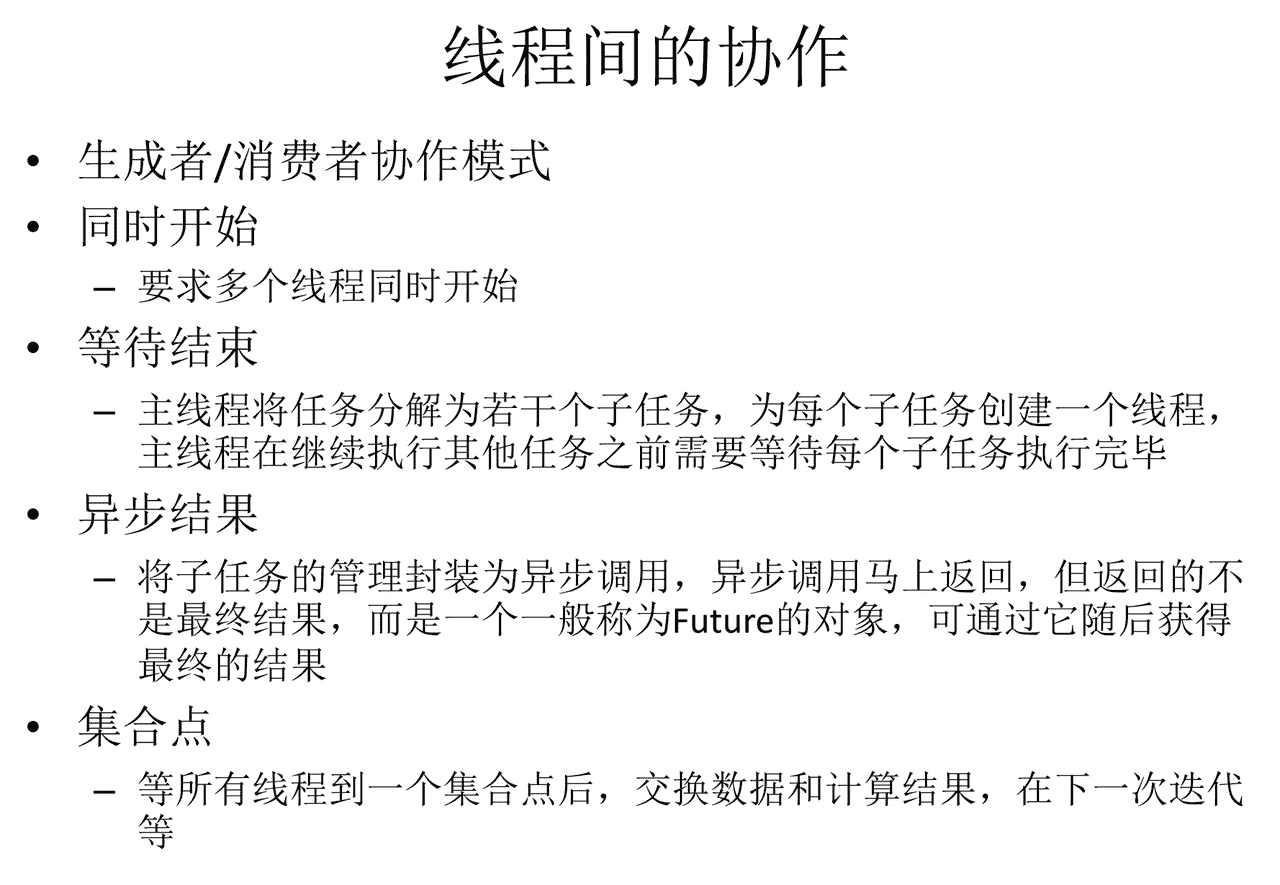 线程间的协作
• 生成者/消费者协作模式
• 同时开始
– 要求多个线程同时开始
• 等待结束
– 主线程将任务分解为若干个子任务，为每个子任务创建一个线程，
主线程在继续执行其他任务之前需要等待每个子任务执行完毕
• 异步结果
– 将子任务的管理封装为异步调用，异步调用马上返回，但返回的不
是最终结果，而是一个一般称为Future的对象，可通过它随后获得
最终的结果
• 集合点
– 等所有线程到一个集合点后，交换数据和计算结果，在下一次迭代
等